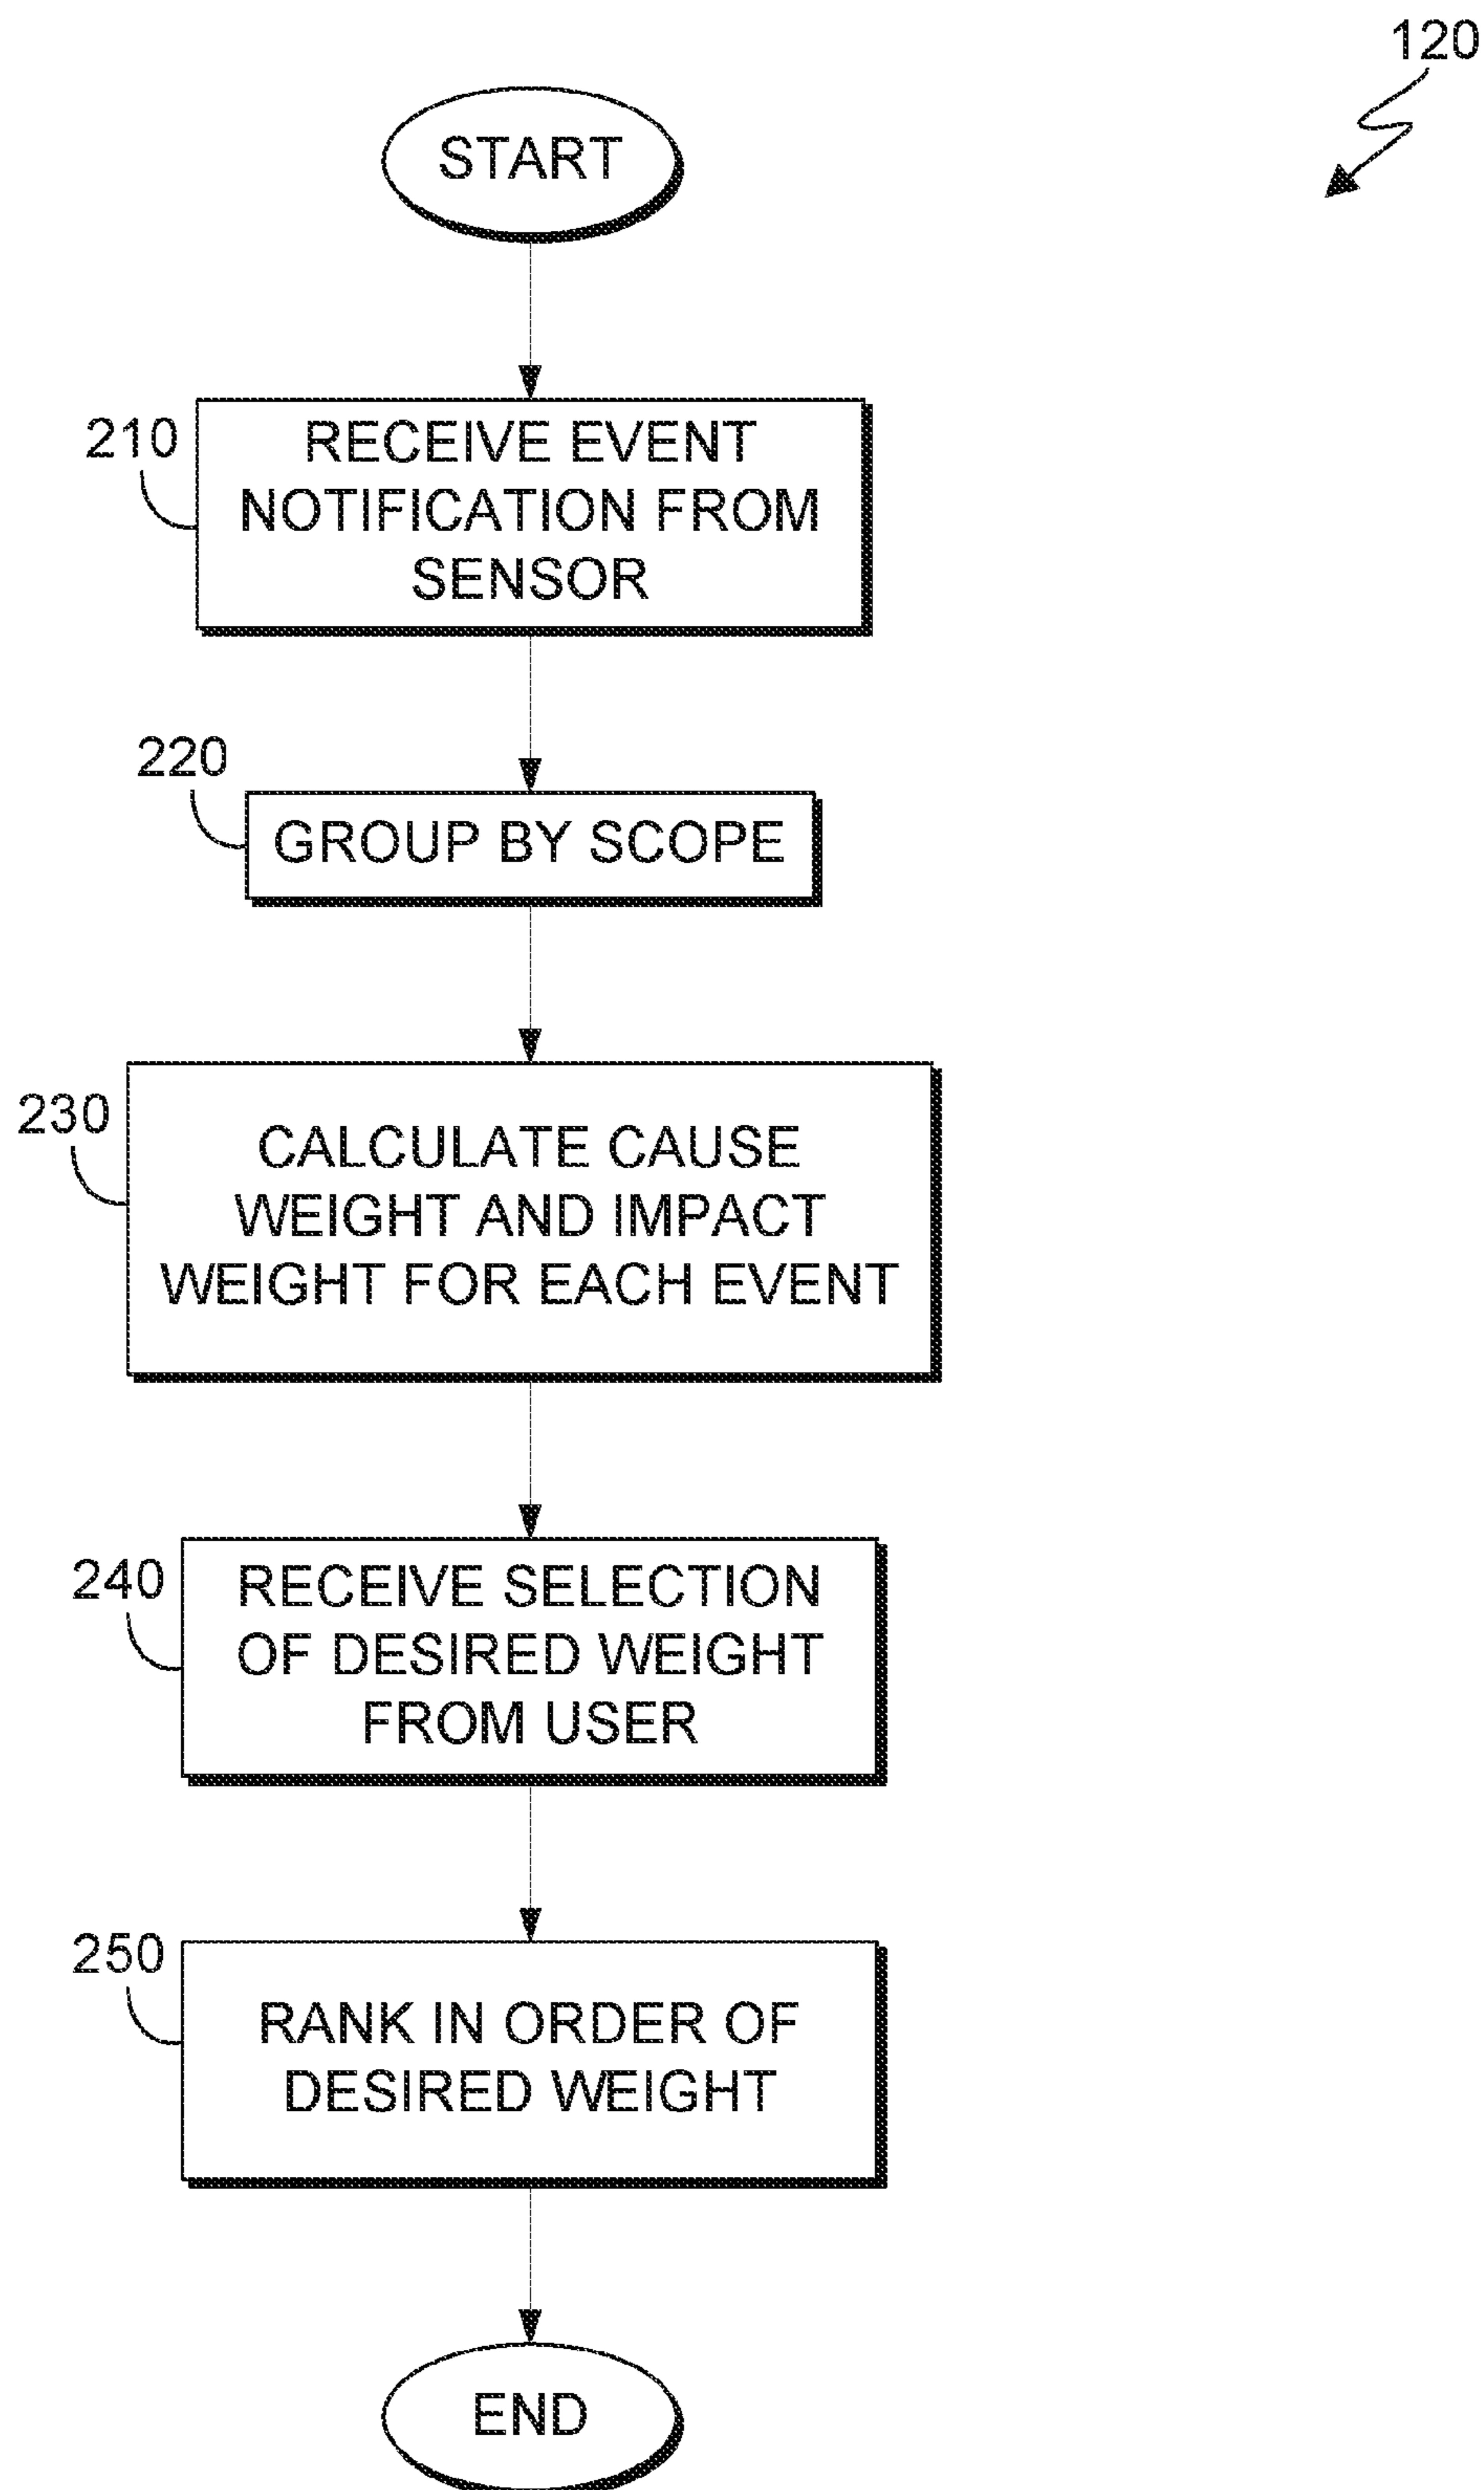 120
START
210
RECEIVE EVENT
NOTIFICATION FROM
SENSOR
220
GROUP BY SCOPE
230
CALCULATE CAUSE
WEIGHT AND IMPACT
WEIGHT FOR EACH EVENT
240
RECEIVE SELECTION
OF DESIRED WEIGHT
FROM USER
250
RANK IN ORDER OF
DESIRED WEIGHT
END